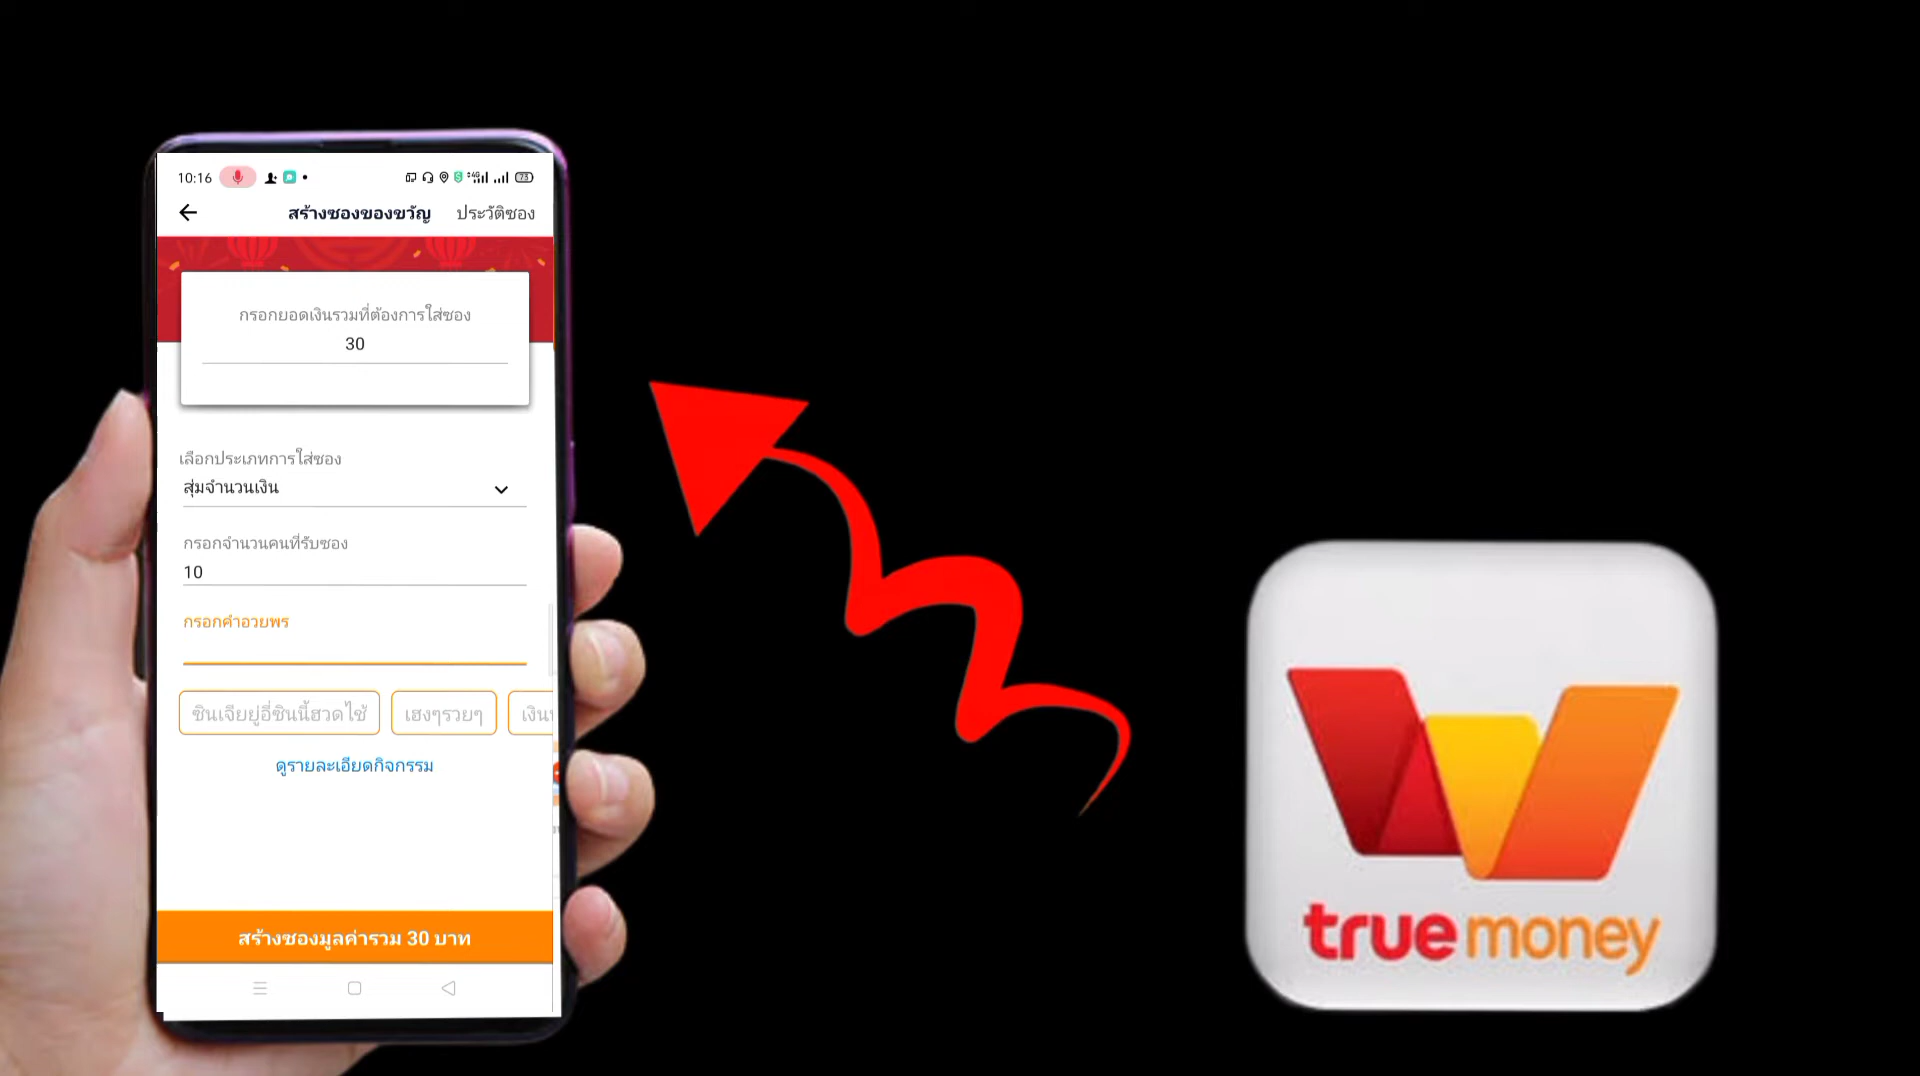 10:16
73
สร้างซองของขวัญ ประวัติซอง
กรอกยอดเงินรวมที่ต้องการใส่ซอง
30
เลือกประเภทการใส่ซอง
สุ่มจำนวนเงิน
กรอกจำนวนคนที่รับซอง
10
กรอกคำอวยพร
ซินเจียยู่อี่ซินนี้ฮวดไช้ เฮงๆรวยๆ
ดูรายละเอียดกิจกรรม
สร้างซองมูลค่ารวม 30 บาท
true money